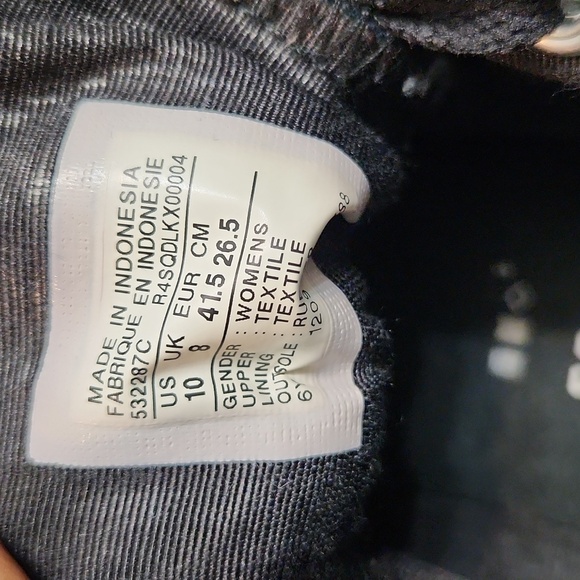 MADE IN INDONESIA
FABRIQUE EN INDONESIE
532287C R4SQDLKX00004
US UK EUR CM
10 8 41.5 26.5
GENDER : WOMENS
UPPER : TEXTILE
LINING : TEXTILE
OUTSOLE :